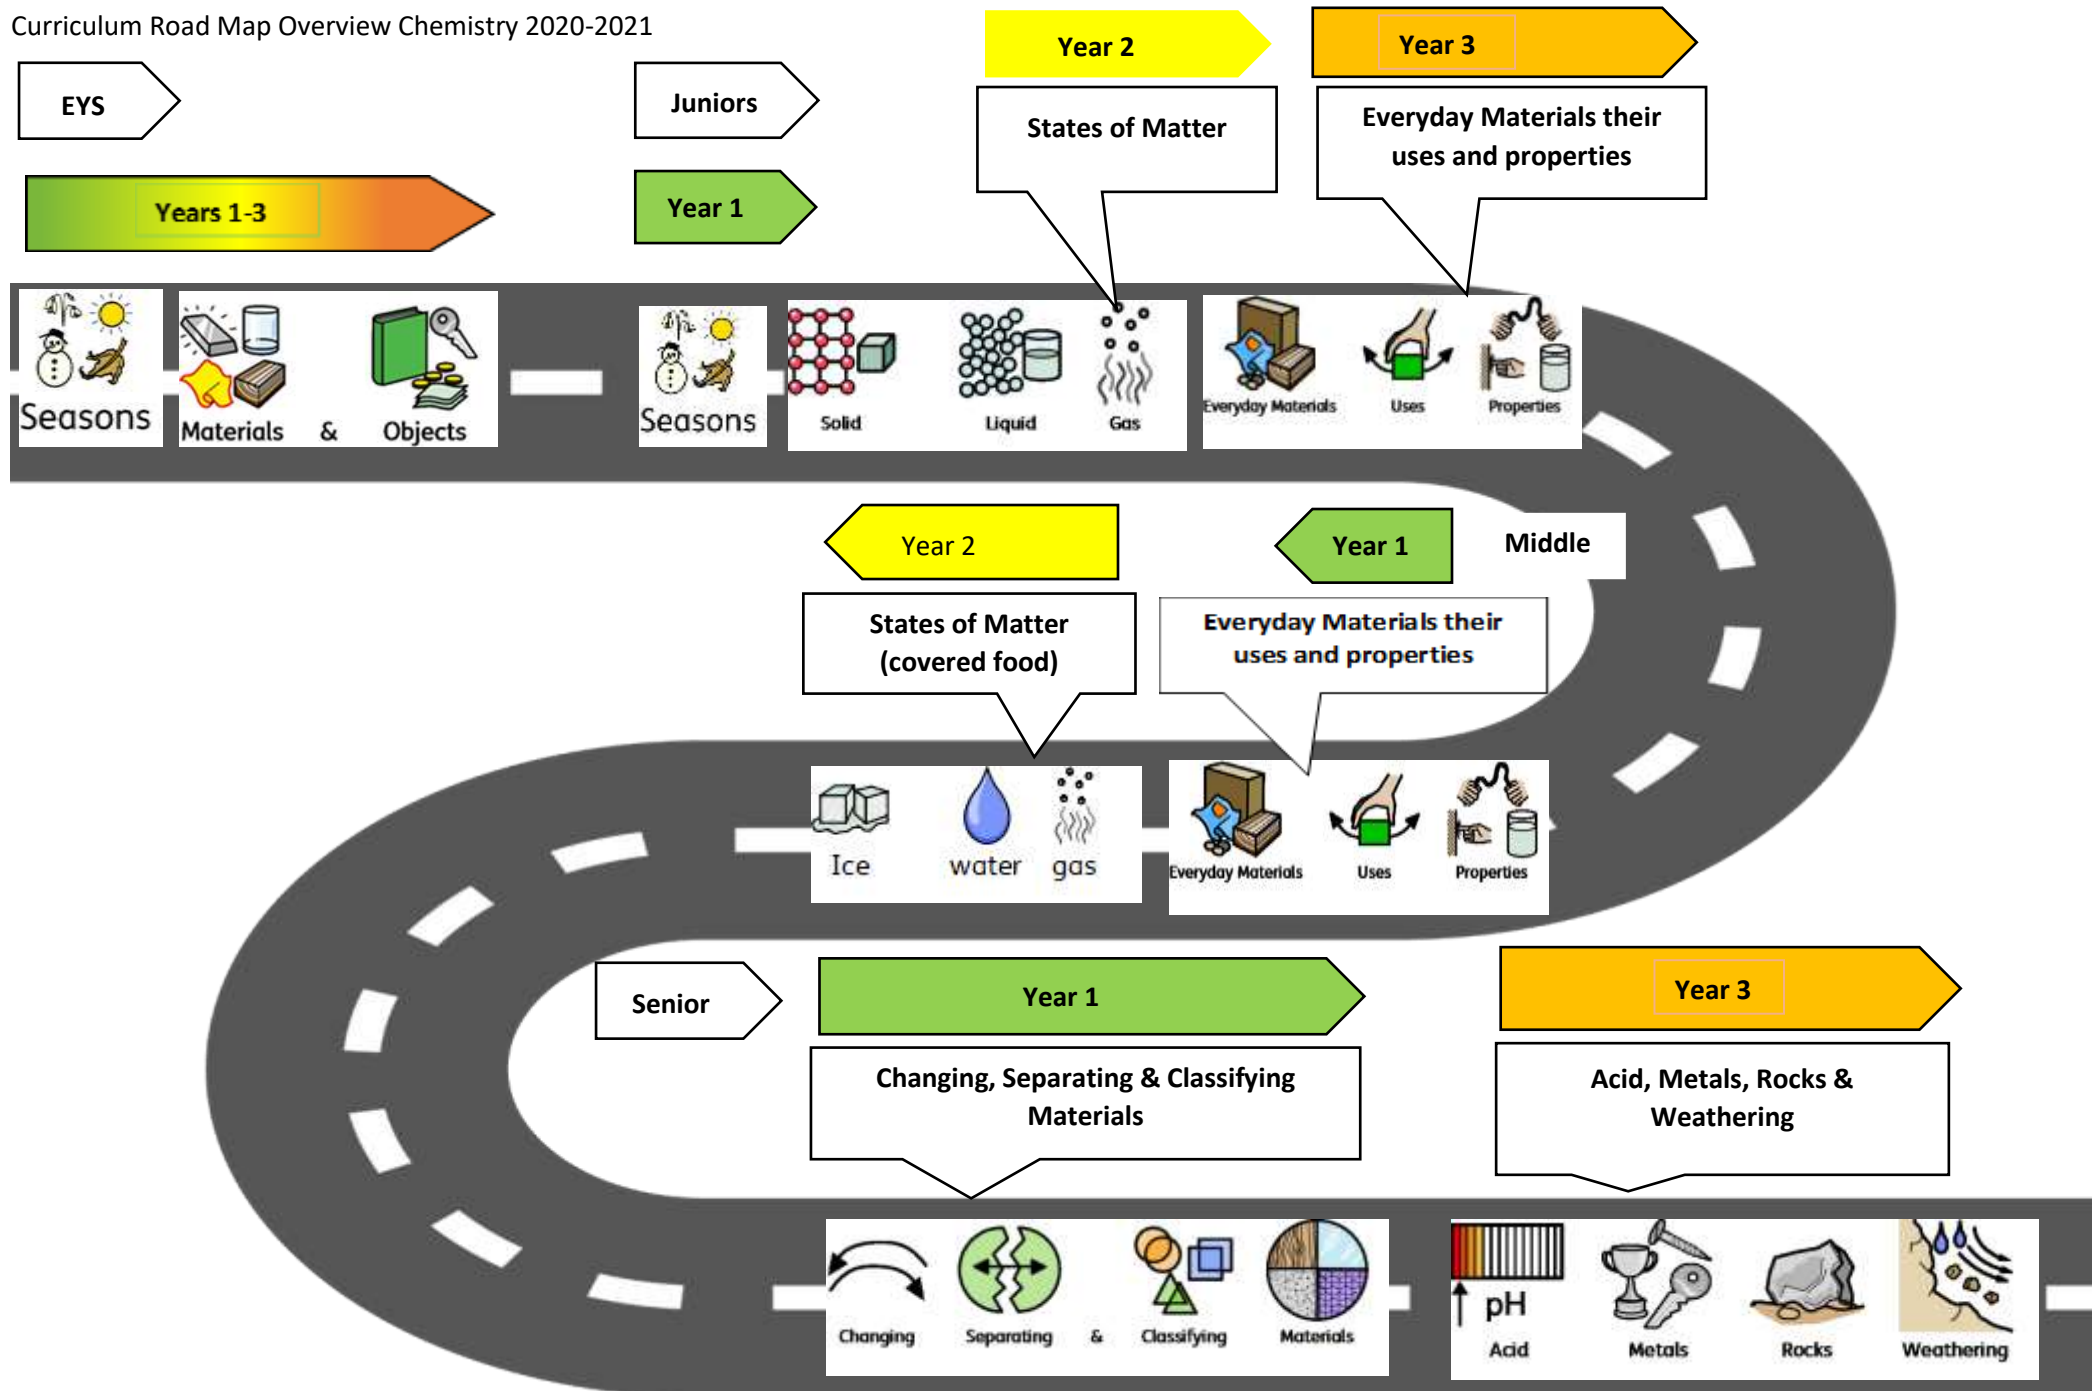 Curriculum Road Map Overview Chemistry 2020-2021
EYS
Years 1-3
Juniors
Year 1
Year 2
States of Matter
Year 3
Everyday Materials their
uses and properties
Seasons
Materials & Objects
Seasons
Solid
Liquid
Gas
Everyday Materials
Uses
Properties
Middle
Year 1
Everyday Materials their
uses and properties
Year 2
States of Matter
(covered food)
Ice
water
gas
Everyday Materials
Uses
Properties
Senior
Year 1
Changing, Separating & Classifying
Materials
Year 3
Acid, Metals, Rocks &
Weathering
Changing
Separating
&
Classifying
Materials
pH
Acid
Metals
Rocks
Weathering